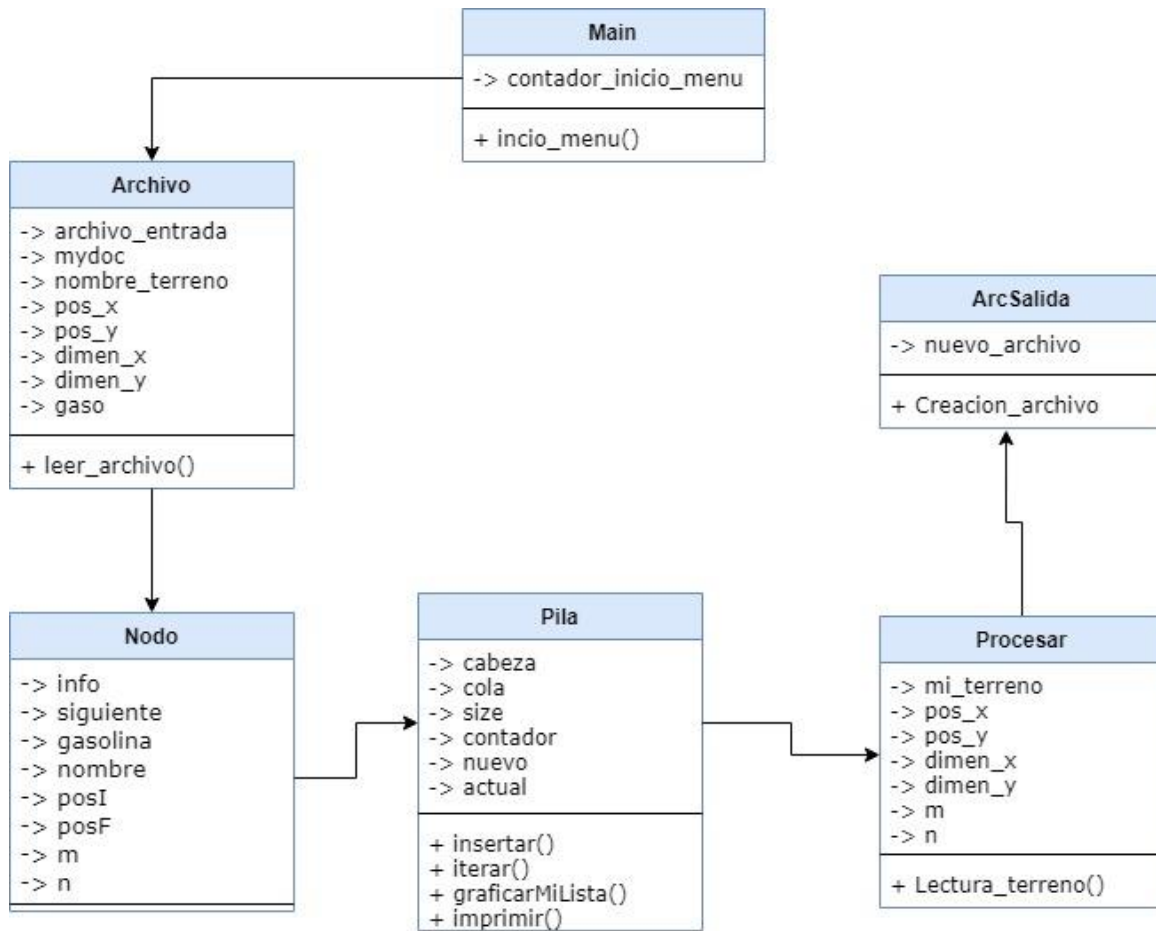 Main
-> contador_inicio_menu
+ incio_menu()
Archivo
-> archivo_entrada
-> mydoc
-> nombre_terreno
-> pos_x
-> pos_y
-> dimen_x
-> dimen_y
-> gaso
+ leer_archivo()
ArcSalida
-> nuevo_archivo
+ Creacion_archivo
Nodo
-> info
-> siguiente
-> gasolina
-> nombre
-> posI
-> posF
-> m
-> n
Pila
-> cabeza
-> cola
-> size
-> contador
-> nuevo
-> actual
+ insertar()
+ iterar()
+ graficarMiLista()
+ imprimir()
Procesar
-> mi_terreno
-> pos_x
-> pos_y
-> dimen_x
-> dimen_y
-> m
-> n
+ Lectura_terreno()